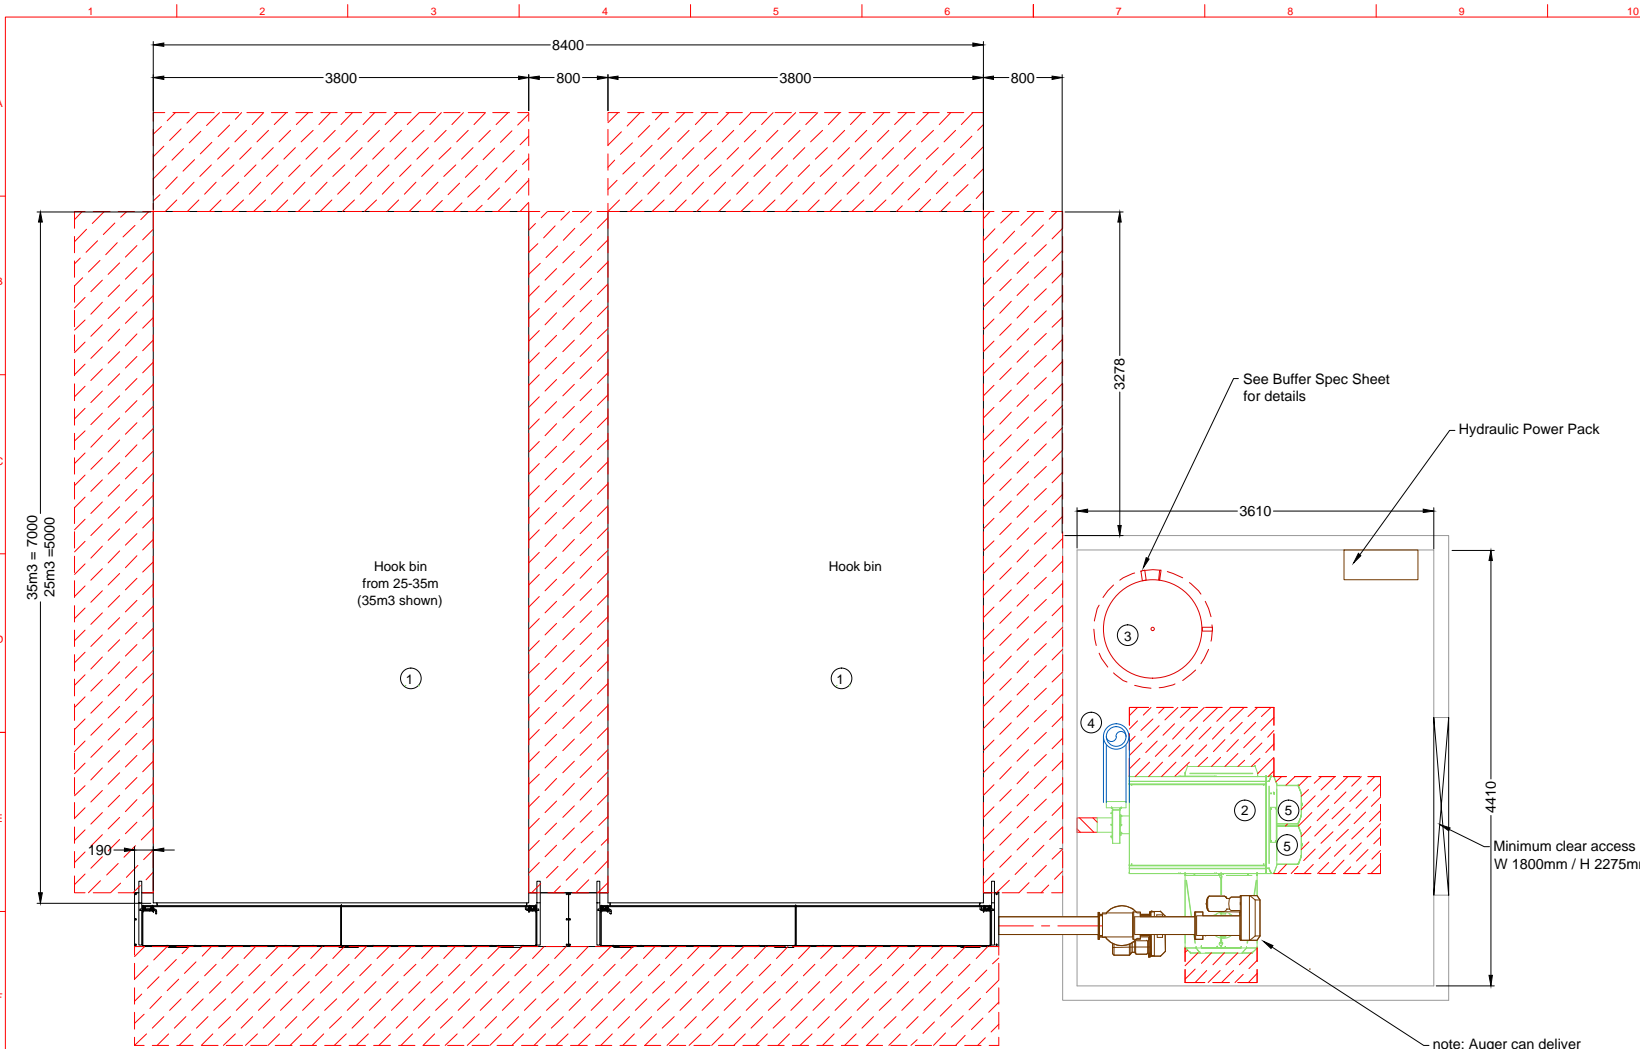 1 2 3 4 5 6 7 8 9 10
8400
3800 800 3800 800
A
B
C
D
E
F
3278
See Buffer Spec Sheet
for details
Hydraulic Power Pack
3610
35m3 = 7000
25m3 =5000
Hook bin
from 25-35m
(35m3 shown)
Hook bin
3
1
1
4
2
5
5
4410
190
Minimum clear access
W 1800mm / H 2275m
note: Auger can deliver